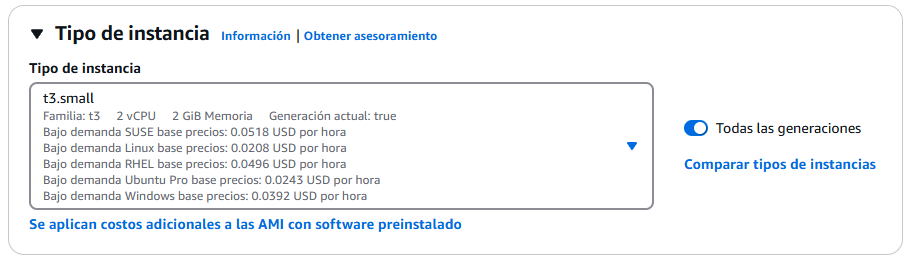 Tipo de instancia Información | Obtener asesoramiento
Tipo de instancia
t3.small
Familia: t3 2 vCPU 2 GiB Memoria Generación actual: true
Bajo demanda SUSE base precios: 0.0518 USD por hora
Bajo demanda Linux base precios: 0.0208 USD por hora
Bajo demanda RHEL base precios: 0.0496 USD por hora
Bajo demanda Ubuntu Pro base precios: 0.0243 USD por hora
Bajo demanda Windows base precios: 0.0392 USD por hora
Todas las generaciones
Comparar tipos de instancias
Se aplican costos adicionales a las AMI con software preinstalado